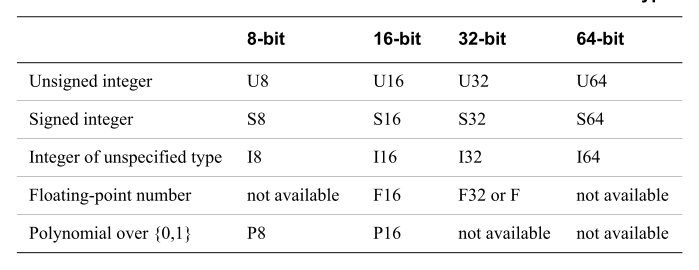 8-bit 16-bit 32-bit 64-bit
Unsigned integer U8 U16 U32 U64
Signed integer S8 S16 S32 S64
Integer of unspecified type I8 I16 I32 I64
Floating-point number not available F16 F32 or F not available
Polynomial over {0,1} P8 P16 not available not available